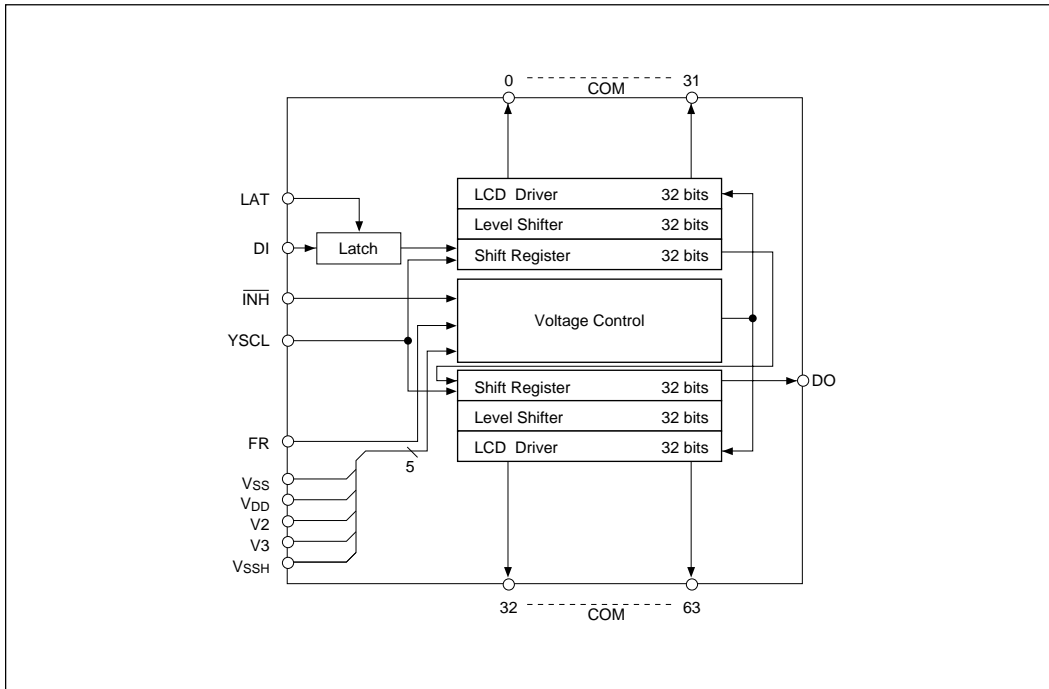 0 31
COM
LAT
LCD Driver 32 bits
Level Shifter 32 bits
DI
Latch
Shift Register 32 bits
INH
Voltage Control
YSCL
Shift Register 32 bits
DO
Level Shifter 32 bits
FR
LCD Driver 32 bits
5
VSS
VDD
V2
V3
VSSH
32 63
COM